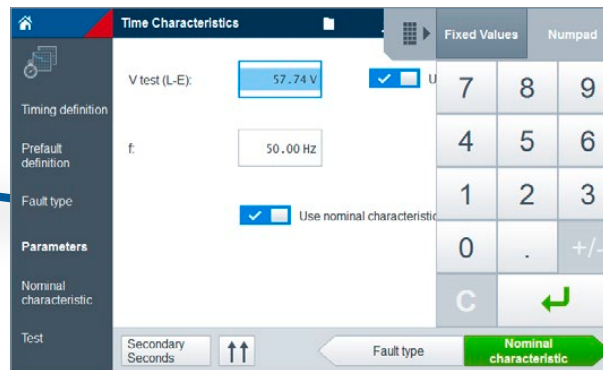 Time Characteristics
Fixed Values
Numpad
V test (L-E):
57.74 V
U
7 8 9
Timing definition
Prefault
definition
f:
50.00 Hz
4 5 6
Fault type
Use nominal characteristic
1 2 3
Parameters
0 . +/-
Nominal
characteristic
C
Test
Secondary
Seconds
Fault type
Nominal
characteristic